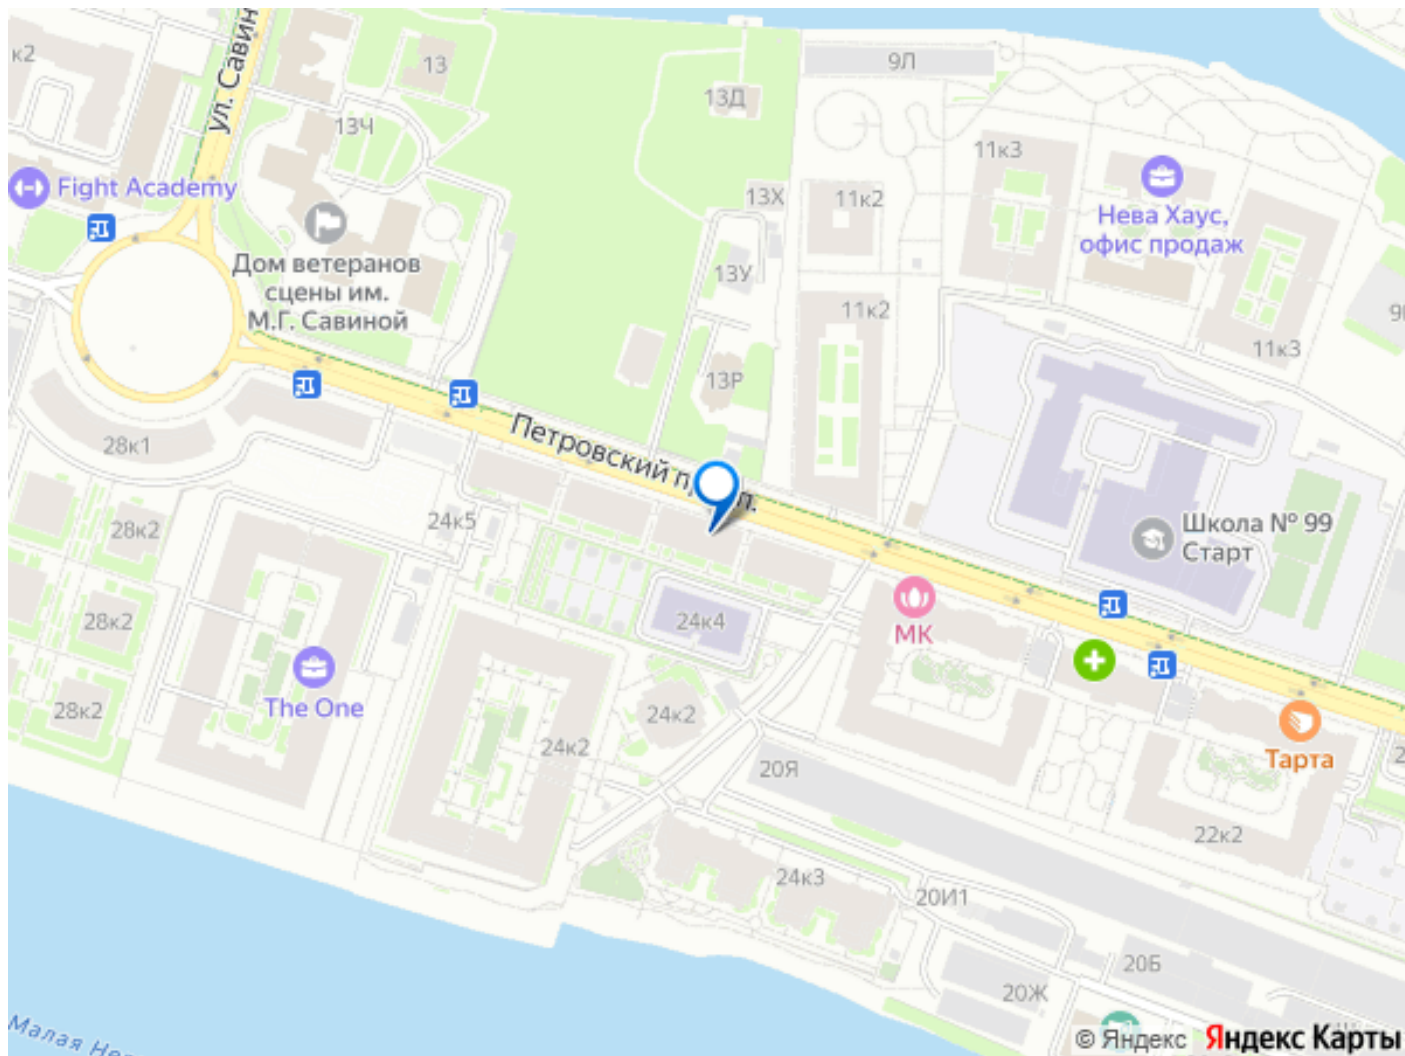 к2
ул. Савин
13
13Ч
Fight Academy
Дом ветеранов
сцены им.
М.Г. Савиной
13Д
9Л
11к3
13Х
11к2
Нева Хаус,
офис продаж
13У
11к2
11к3
13Р
Петровский
28к1
24к5
28к2
Школа № 99
Старт
28к2
24к4
МК
The One
28к2
24к2
24к2
20Я
Тарта
22к2
24к3
20И1
20Б
20Ж
Малая Не
© Яндекс Яндекс Карты